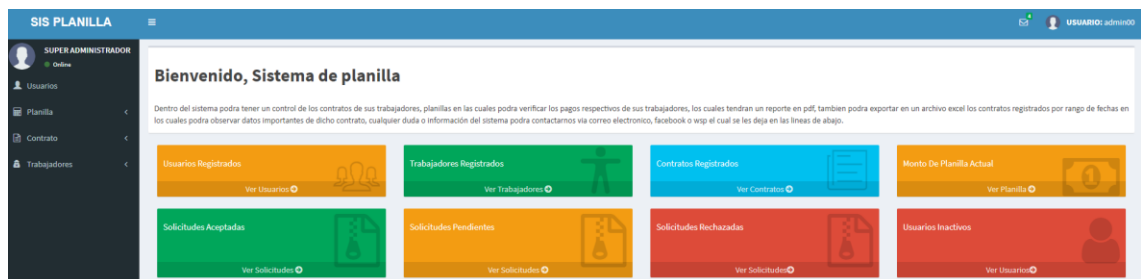 SIS PLANILLA
USUARIO: admin00
SUPER ADMINISTRADOR
Online
Usuarios
Planilla
Contrato
Trabajadores
Bienvenido, Sistema de planilla
Dentro del sistema podra tener un control de los contratos de sus trabajadores, planillas en las cuales podra verificar los pagos respectivos de sus trabajadores, los cuales tendran un reporte en pdf, tambien podra exportar en un archivo excel los contratos registrados por rango de fechas en
los cuales podra observar datos importantes de dicho contrato, cualquier duda o información del sistema podra contactarnos via correo electronico, facebook o wsp el cual se les deja en las lineas de abajo.
Usuarios Registrados
Ver Usuarios
Trabajadores Registrados
Ver Trabajadores
Contratos Registrados
Ver Contratos
Monto De Planilla Actual
1
Ver Planilla
Solicitudes Aceptadas
Ver Solicitudes
Solicitudes Pendientes
Ver Solicitudes
Solicitudes Rechazadas
Ver Solicitudes
Usuarios Inactivos
Ver Usuarios